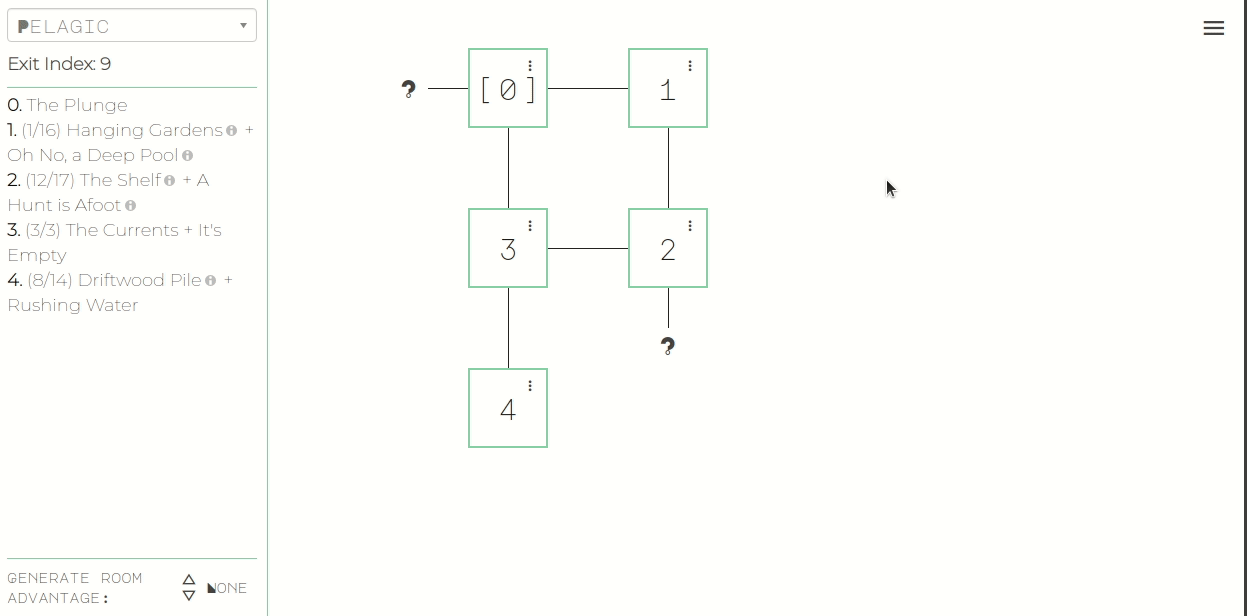 PELAGIC
Exit Index: 9
0. The Plunge
1. (1/16) Hanging Gardens +
Oh No, a Deep Pool
2. (12/17) The Shelf + A
Hunt is Afoot
3. (3/3) The Currents + It's
Empty
4. (8/14) Driftwood Pile +
Rushing Water
GENERATE ROOM
ADVANTAGE:
NONE
? [0] 1
3 2
?
4